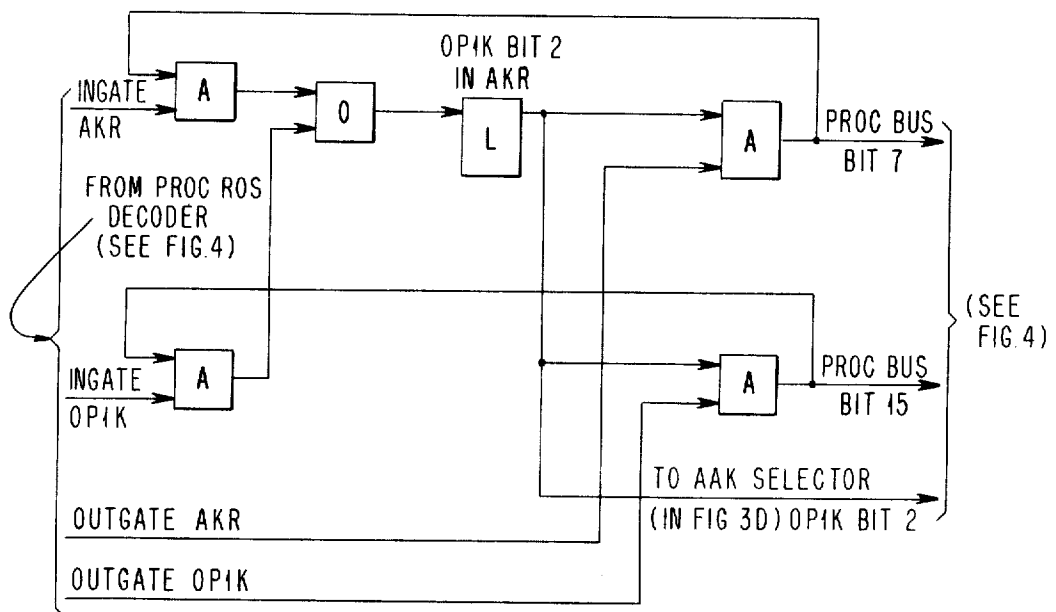 OP1K BIT 2
IN AKR
INGATE
AKR
A
O
L
A
PROC BUS
BIT 7
FROM PROC ROS
DECODER
(SEE FIG.4)
(SEE
FIG.4)
INGATE
OP1K
A
A
PROC BUS
BIT 15
TO AAK SELECTOR
(IN FIG 3D) OP1K BIT 2
OUTGATE AKR
OUTGATE OP1K